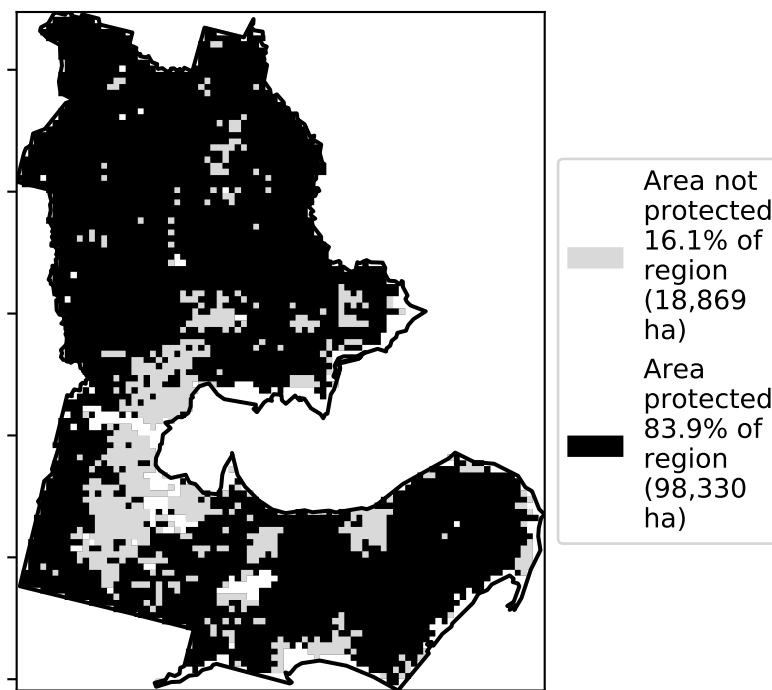 Area not
protected
16.1% of
region
(18,869
ha)
Area
protected
83.9% of
region
(98,330
ha)